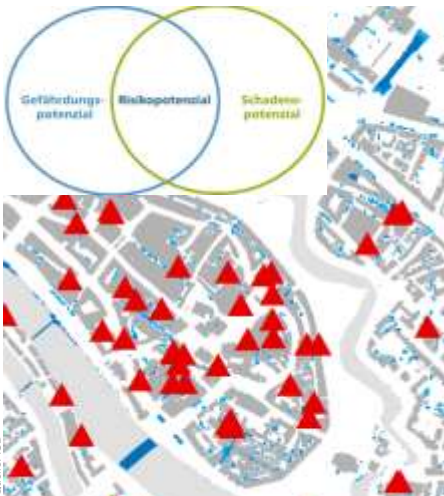 Gefährdungs-
potenzial
Risikopotenzial
Schadens-
potenzial